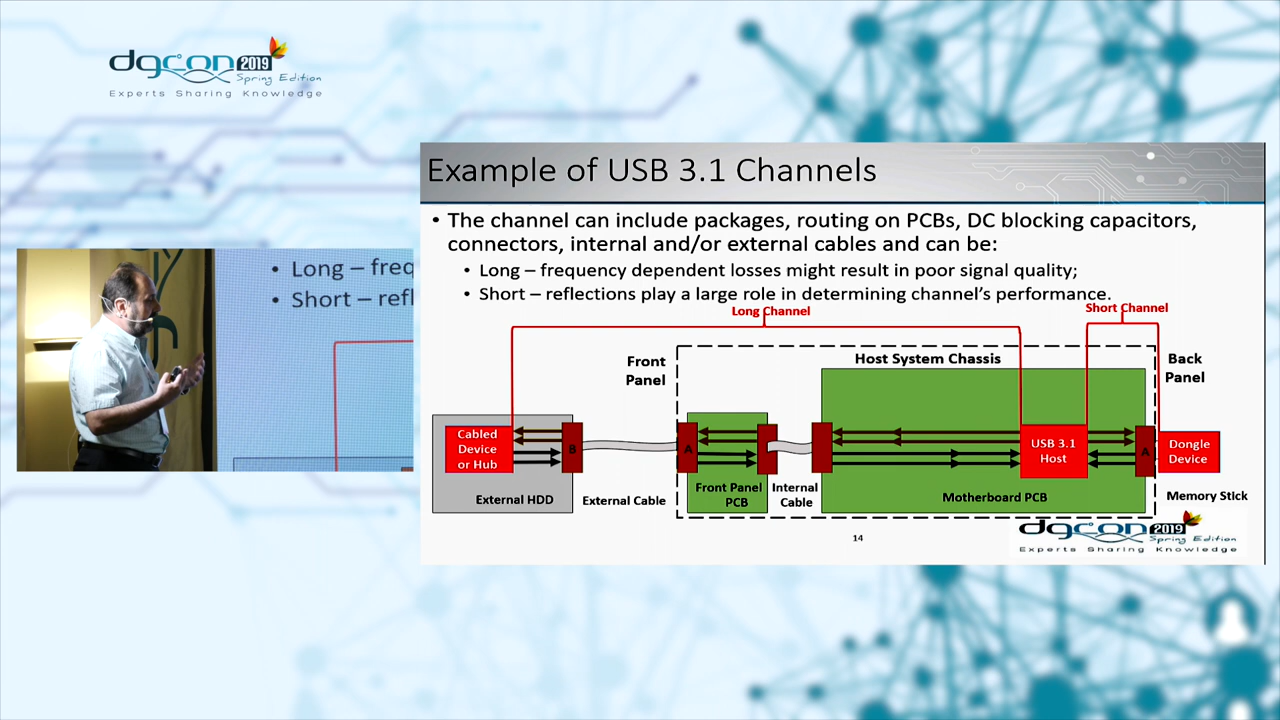 dgcon 2019
Spring Edition
Experts Sharing Knowledge
Example of USB 3.1 Channels
• The channel can include packages, routing on PCBs, DC blocking capacitors,
connectors, internal and/or external cables and can be:
• Long – frequency dependent losses might result in poor signal quality;
• Short – reflections play a large role in determining channel's performance.
• Long – freq
• Short – refl
Long Channel
Short Channel
Front
Panel
Host System Chassis
Back
Panel
Cabled
Device
or Hub
B
A
USB 3.1
Host
A
Dongle
Device
External HDD
External Cable
Front Panel
PCB
Internal
Cable
Motherboard PCB
Memory Stick
14
dgcon 2019
Spring Edition
Experts Sharing Knowledge